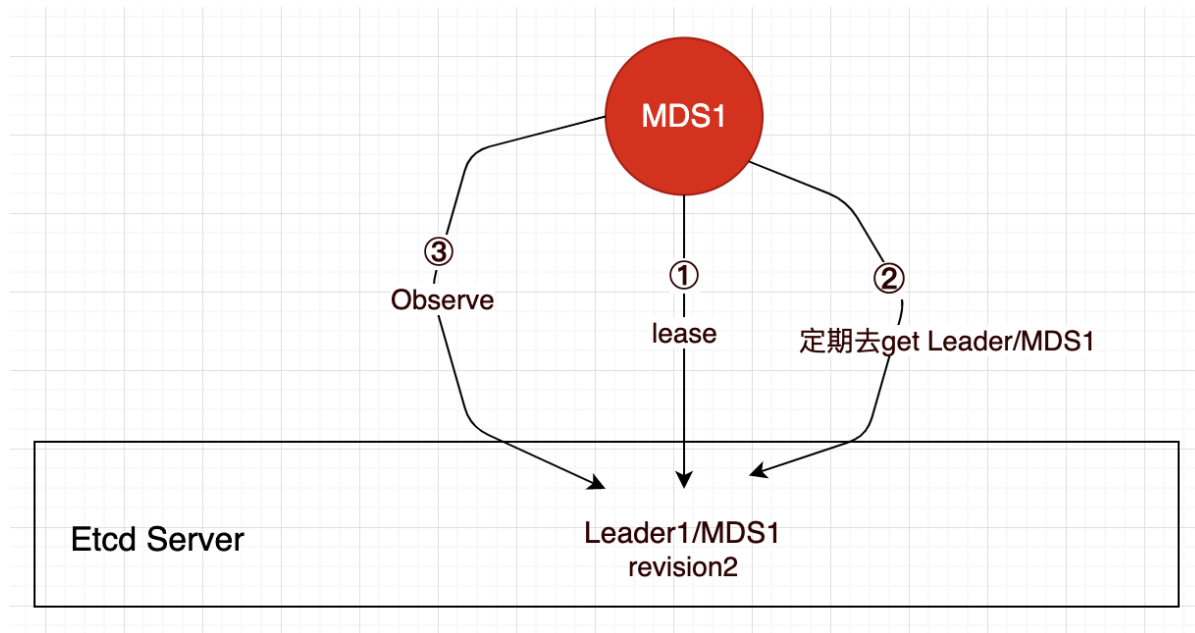 MDS1
③
Observe
①
lease
②
定期去get Leader/MDS1
Etcd Server
Leader1/MDS1
revision2